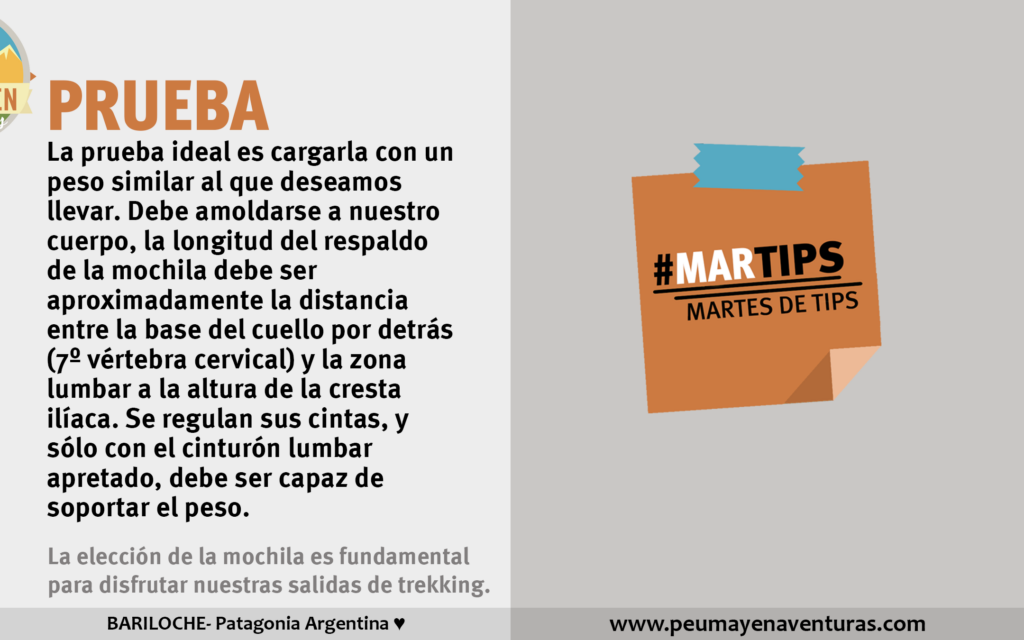 EN
PRUEBA
La prueba ideal es cargarla con un
peso similar al que deseamos
llevar. Debe amoldarse a nuestro
cuerpo, la longitud del respaldo
de la mochila debe ser
aproximadamente la distancia
entre la base del cuello por detrás
(7º vértebra cervical) y la zona
lumbar a la altura de la cresta
ilíaca. Se regulan sus cintas, y
sólo con el cinturón lumbar
apretado, debe ser capaz de
soportar el peso.
La elección de la mochila es fundamental
para disfrutar nuestras salidas de trekking.
BARILOCHE- Patagonia Argentina ♥
#MARTIPS
MARTES DE TIPS
www.peumayenaventuras.com